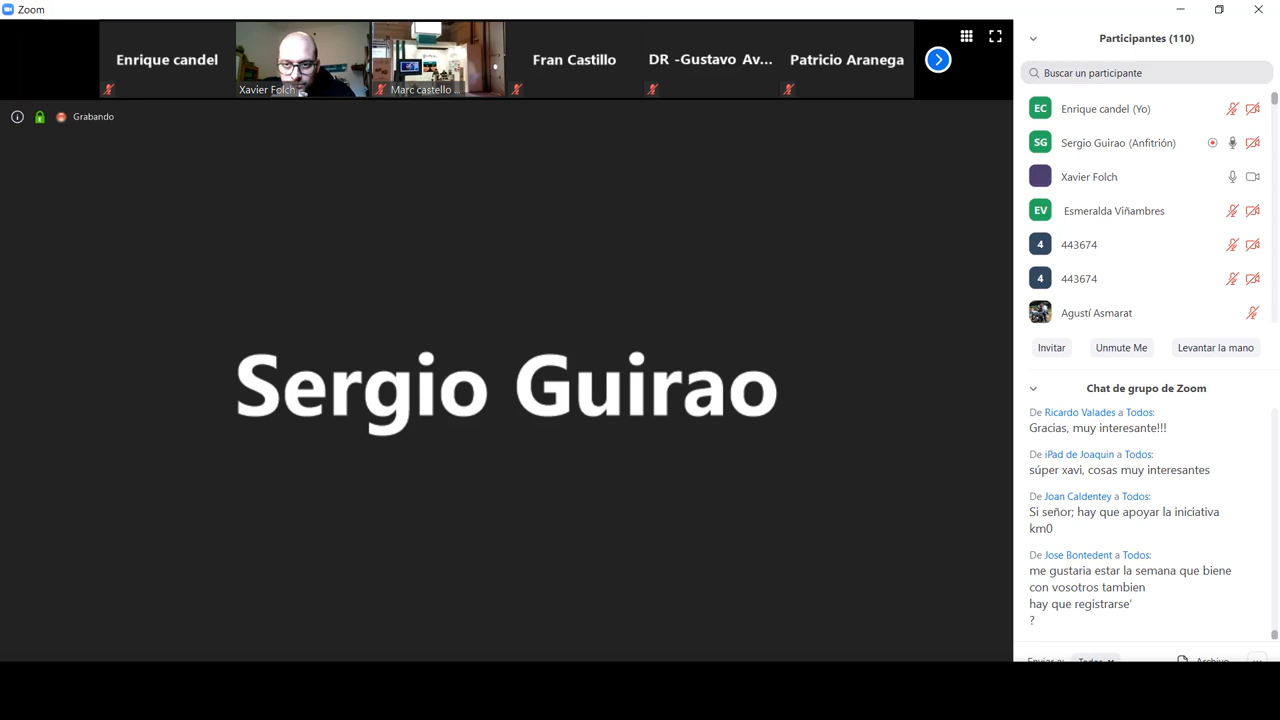 Zoom
Enrique candel
Xavier Folch
Marc castello ...
Fran Castillo
DR -Gustavo Av...
Patricio Aranega
Grabando
Sergio Guirao
Participantes (110)
Buscar un participante
EC Enrique candel (Yo)
SG Sergio Guirao (Anfitrión)
Xavier Folch
EV Esmeralda Viñambres
4 443674
4 443674
Agustí Asmarat
Invitar Unmute Me Levantar la mano
Chat de grupo de Zoom
De Ricardo Valades a Todos:
Gracias, muy interesante!!!
De iPad de Joaquin a Todos:
súper xavi, cosas muy interesantes
De Joan Caldentey a Todos:
Si señor; hay que apoyar la iniciativa
km0
De Jose Bontedent a Todos:
me gustaria estar la semana que biene
con vosotros tambien
hay que registrarse'
?
Enviar a: Todos Archivo ...